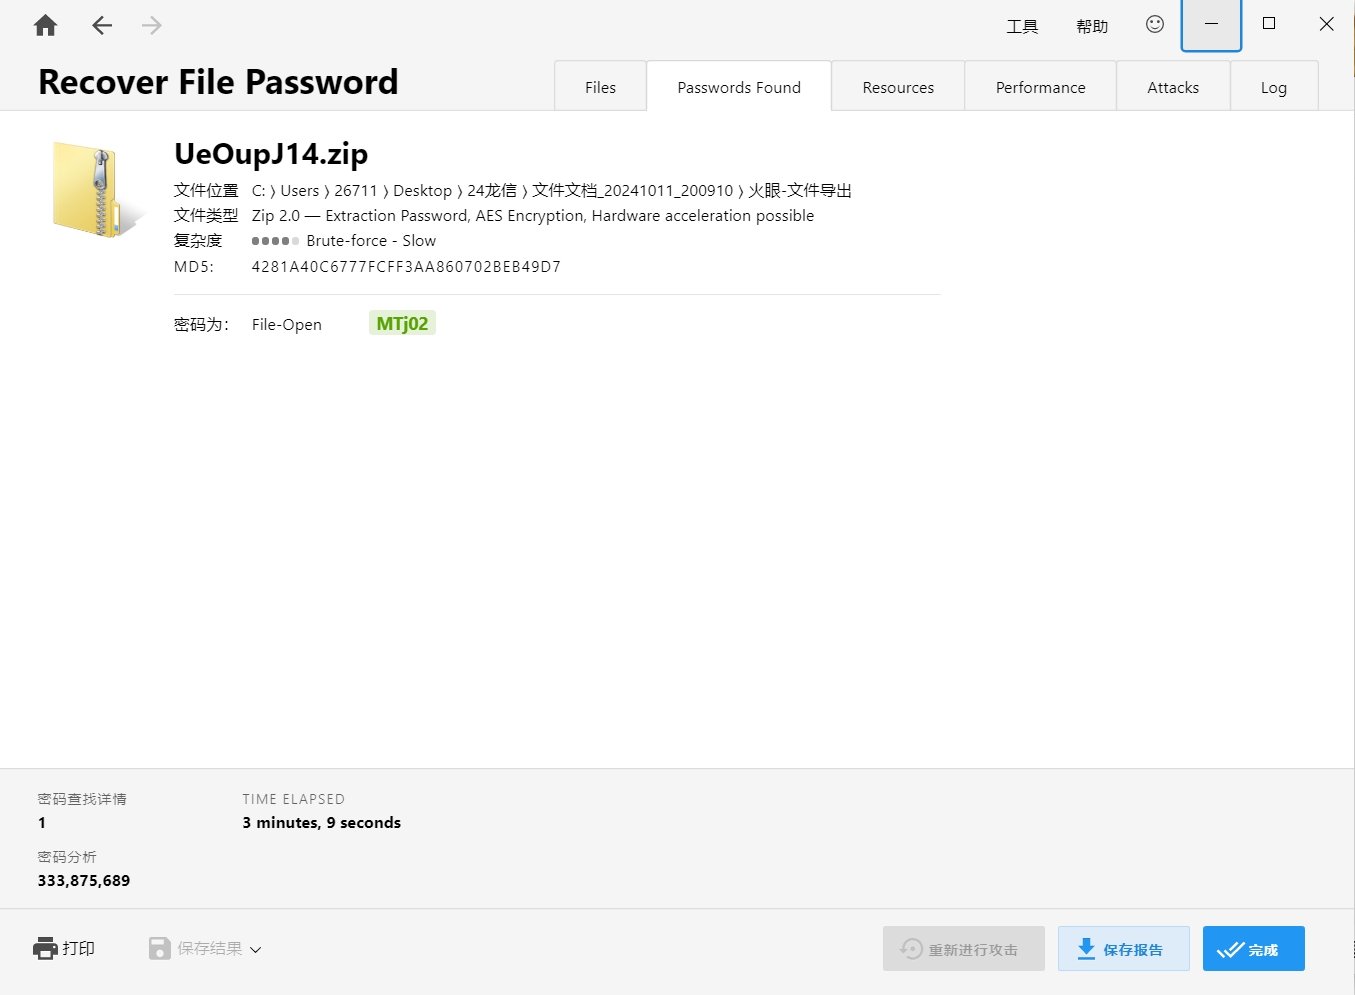 工具 帮助
Recover File Password
Files Passwords Found Resources Performance Attacks Log
UeOupJ14.zip
文件位置 C: ⟩ Users ⟩ 26711 ⟩ Desktop ⟩ 24龙信 ⟩ 文件文档_20241011_200910 ⟩ 火眼-文件导出
文件类型 Zip 2.0 — Extraction Password, AES Encryption, Hardware acceleration possible
复杂度 Brute-force - Slow
MD5: 4281A40C6777FCFF3AA860702BEB49D7
密码为: File-Open MTj02
密码查找详情 TIME ELAPSED
1 3 minutes, 9 seconds
密码分析
333,875,689
打印 保存结果 重新进行攻击 保存报告 完成